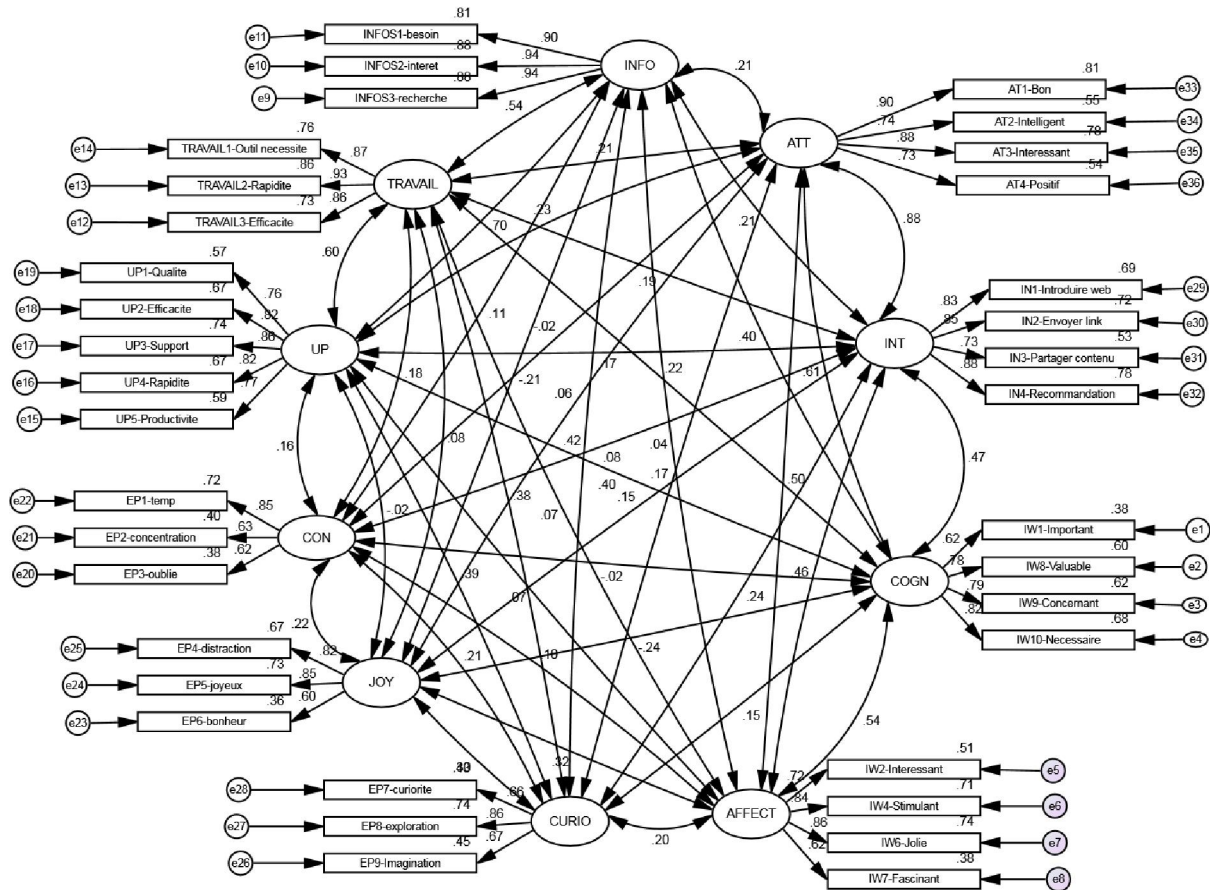 .81
e11 INFOS1-besoin .90
.88
e10 INFOS2-interet .94
.88
e9 INFOS3-recherche .94
INFO
.21
.54
.76
e14 TRAVAIL1-Outil necessite .87
.86
e13 TRAVAIL2-Rapidite .93
.73
e12 TRAVAIL3-Efficacite .86
TRAVAIL
.81
.90 AT1-Bon e33
.55
.74 AT2-Intelligent e34
.78
.88 AT3-Interessant e35
.54
.73 AT4-Positif e36
ATT
.21
.23
.23
.70
.21
.88
.60
.57
e19 UP1-Qualite .76
.67
e18 UP2-Efficacite .82
.74
e17 UP3-Support .86
.67
e16 UP4-Rapidite .82
.59
e15 UP5-Productivite .77
UP
.19
.11
-.02
.69
.83 IN1-Introduire web e29
.72
.85 IN2-Envoyer link e30
.53
.73 IN3-Partager contenu e31
.78
.88 IN4-Recommandation e32
INT
.17
.40
.18
-.21
.06
.22
.61
.06
.16
.08
.42
.08
.04
.17
.47
.72
e22 EP1-temp .85
.40
e21 EP2-concentration .63
.38
e20 EP3-oublie .62
CON
-.02
.38
.40
.15
.50
.07
.38
.62 IW1-Important e1
.60
.78 IW8-Valuable e2
.62
.79 IW9-Concernant e3
.68
.82 IW10-Necessaire e4
COGN
.39
-.02
.46
.07
.24
.22
.67
e25 EP4-distraction .82
.73
e24 EP5-joyeux .85
.36
e23 EP6-bonheur .60
JOY
.21
.18
-.24
.15
.54
.32
e28 EP7-curiorite .66
.74
e27 EP8-exploration .86
.45
e26 EP9-Imagination .67
CURIO
.20
AFFECT
.51
.72 IW2-Interessant e5
.71
.84 IW4-Stimulant e6
.74
.86 IW6-Jolie e7
.38
.62 IW7-Fascinant e8